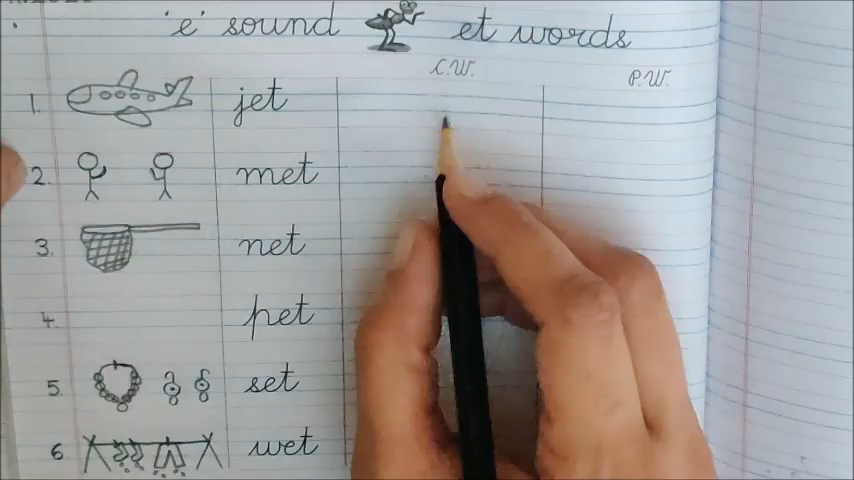 'e' sound et words
C.W. P.W.
1. jet
2. met
3. net
4. pet
5. set
6 wet